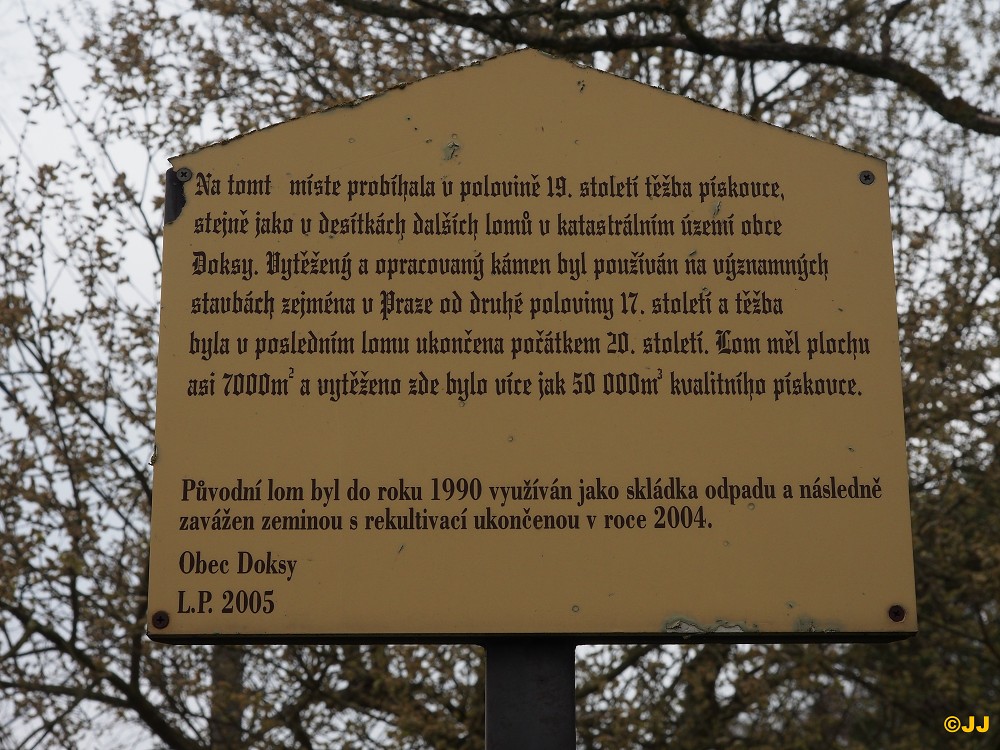 Na tomt míste probíhala v polovině 19. století těžba pískovce,
stejně jako v desítkách dalších lomů v katastrálním území obce
Doksy. Vytěžený a opracovaný kámen byl používán na významných
stavbách zejména v Praze od druhé poloviny 17. století a těžba
byla v posledním lomu ukončena počátkem 20. století. Lom měl plochu
asi 7000m² a vytěženo zde bylo více jak 50 000m³ kvalitního pískovce.
Původní lom byl do roku 1990 využíván jako skládka odpadu a následně
zavážen zeminou s rekultivací ukončenou v roce 2004.
Obec Doksy
L.P. 2005
©JJ